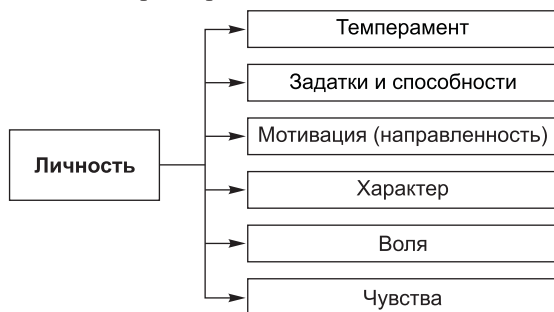 Темперамент
Задатки и способности
Мотивация (направленность)
Личность
Характер
Воля
Чувства